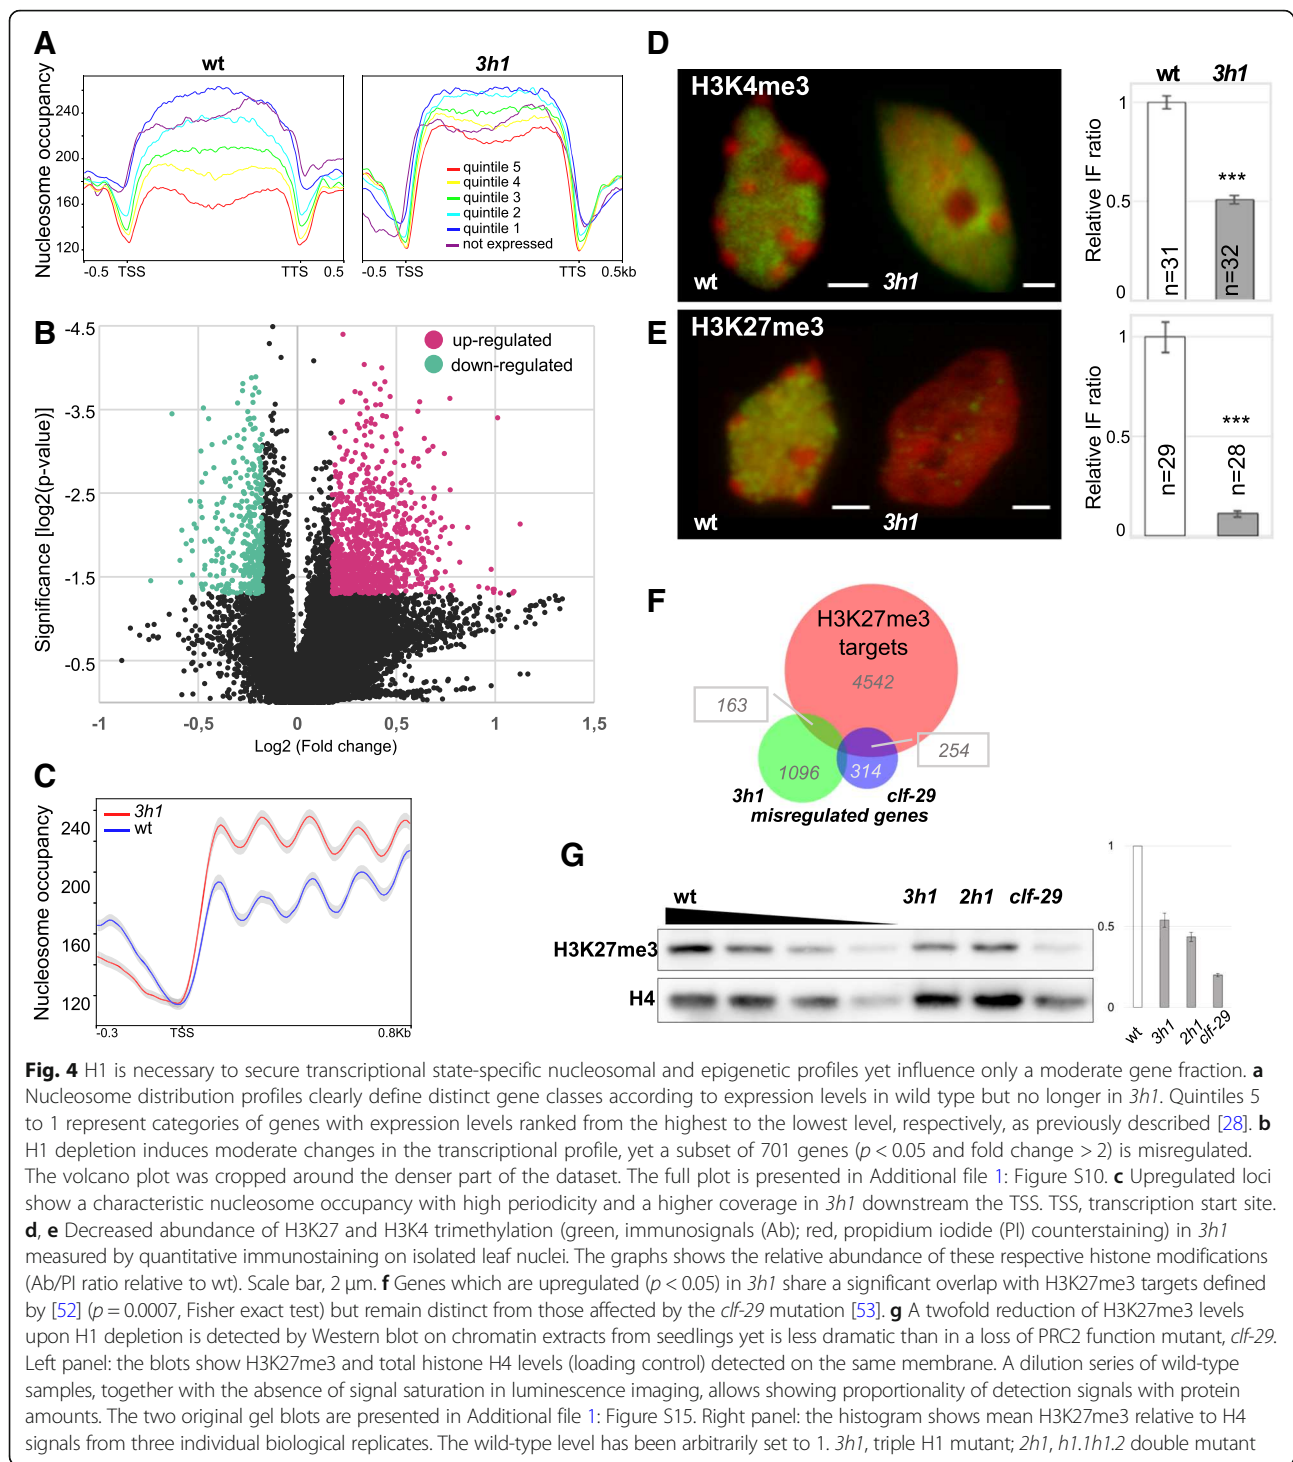 A
wt
3h1
Nucleosome occupancy
240
200
160
120
-0.5 TSS TTS 0.5
-0.5 TSS TTS 0.5kb
quintile 5
quintile 4
quintile 3
quintile 2
quintile 1
not expressed
B
Significance [log2(p-value)]
-4.5
-3.5
-2.5
-1.5
-0.5
up-regulated
down-regulated
-1 -0,5 0 0,5 1 1,5
Log2 (Fold change)
C
Nucleosome occupancy
240
200
160
120
3h1
wt
-0.3 TSS 0.8Kb
D
H3K4me3
wt
3h1
Relative IF ratio
wt 3h1
1
0.5
0
***
n=31
n=32
E
H3K27me3
wt
3h1
Relative IF ratio
1
0.5
0
***
n=29
n=28
F
H3K27me3
targets
4542
163
254
1096
314
3h1 clf-29
misregulated genes
G
wt 3h1 2h1 clf-29
H3K27me3
H4
1
0.5
0
wt 3h1 2h1 clf-29
Fig. 4 H1 is necessary to secure transcriptional state-specific nucleosomal and epigenetic profiles yet influence only a moderate gene fraction. a
Nucleosome distribution profiles clearly define distinct gene classes according to expression levels in wild type but no longer in 3h1. Quintiles 5
to 1 represent categories of genes with expression levels ranked from the highest to the lowest level, respectively, as previously described [28]. b
H1 depletion induces moderate changes in the transcriptional profile, yet a subset of 701 genes (p < 0.05 and fold change > 2) is misregulated.
The volcano plot was cropped around the denser part of the dataset. The full plot is presented in Additional file 1: Figure S10. c Upregulated loci
show a characteristic nucleosome occupancy with high periodicity and a higher coverage in 3h1 downstream the TSS. TSS, transcription start site.
d, e Decreased abundance of H3K27 and H3K4 trimethylation (green, immunosignals (Ab); red, propidium iodide (PI) counterstaining) in 3h1
measured by quantitative immunostaining on isolated leaf nuclei. The graphs shows the relative abundance of these respective histone modifications
(Ab/PI ratio relative to wt). Scale bar, 2 μm. f Genes which are upregulated (p < 0.05) in 3h1 share a significant overlap with H3K27me3 targets defined
by [52] (p = 0.0007, Fisher exact test) but remain distinct from those affected by the clf-29 mutation [53]. g A twofold reduction of H3K27me3 levels
upon H1 depletion is detected by Western blot on chromatin extracts from seedlings yet is less dramatic than in a loss of PRC2 function mutant, clf-29.
Left panel: the blots show H3K27me3 and total histone H4 levels (loading control) detected on the same membrane. A dilution series of wild-type
samples, together with the absence of signal saturation in luminescence imaging, allows showing proportionality of detection signals with protein
amounts. The two original gel blots are presented in Additional file 1: Figure S15. Right panel: the histogram shows mean H3K27me3 relative to H4
signals from three individual biological replicates. The wild-type level has been arbitrarily set to 1. 3h1, triple H1 mutant; 2h1, h1.1h1.2 double mutant